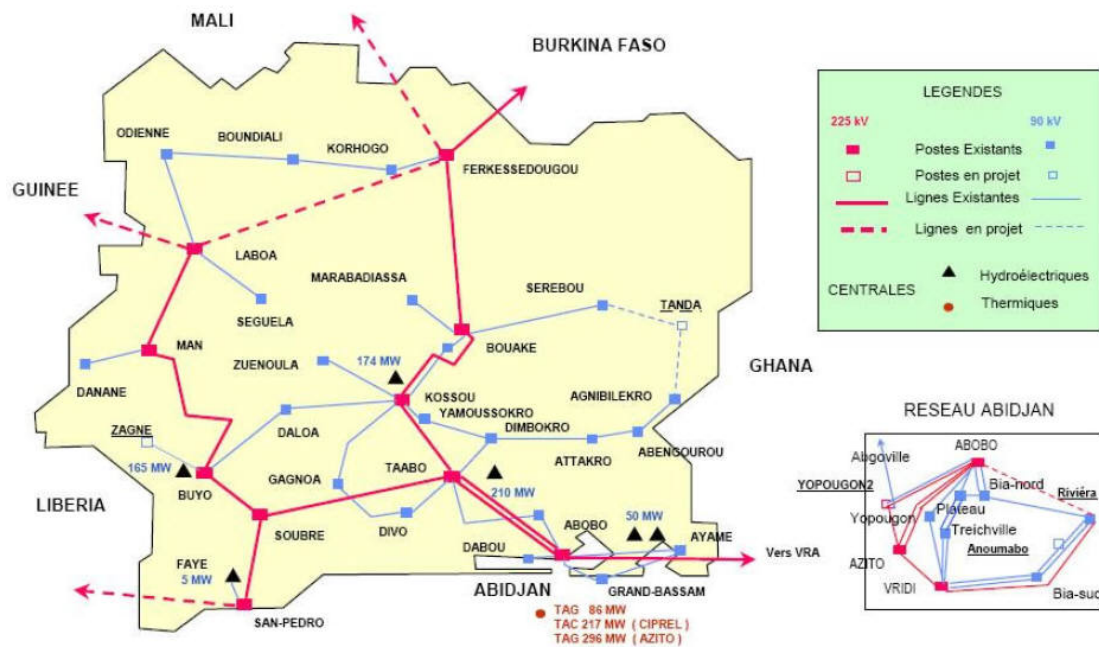 MALI
BURKINA FASO
ODIENNE
BOUNDIALI
KORHOGO
FERKESSEDOUGOU
GUINEE
LABOA
MARABADIASSA
SEREBOU
TANDA
SEGUELA
MAN
ZUENOULA
174 MW
BOUAKE
GHANA
DANANE
KOSSOU
AGNIBILEKRO
YAMOUSSOKRO
DIMBOKRO
ZAGNE
DALOA
ATTAKRO
ABENGOUROU
165 MW
GAGNOA
TAABO
BUYO
210 MW
LIBERIA
SOUBRE
DIVO
ABOBO
50 MW
AYAME
DABOU
Vers VRA
FAYE
5 MW
ABIDJAN
GRAND-BASSAM
SAN-PEDRO
TAG 86 MW
TAC 217 MW ( CIPREL )
TAG 296 MW ( AZITO )
LEGENDES
225 kV 90 kV
Postes Existants
Postes en projet
Lignes Existantes
Lignes en projet
Hydroélectriques
CENTRALES
Thermiques
RESEAU ABIDJAN
ABOBO
Abgoville
YOPOUGON2
Bia-nord
Riviéra
Yopougon
Plateau
Treichville
Anoumabo
AZITO
VRIDI
Bia-sud